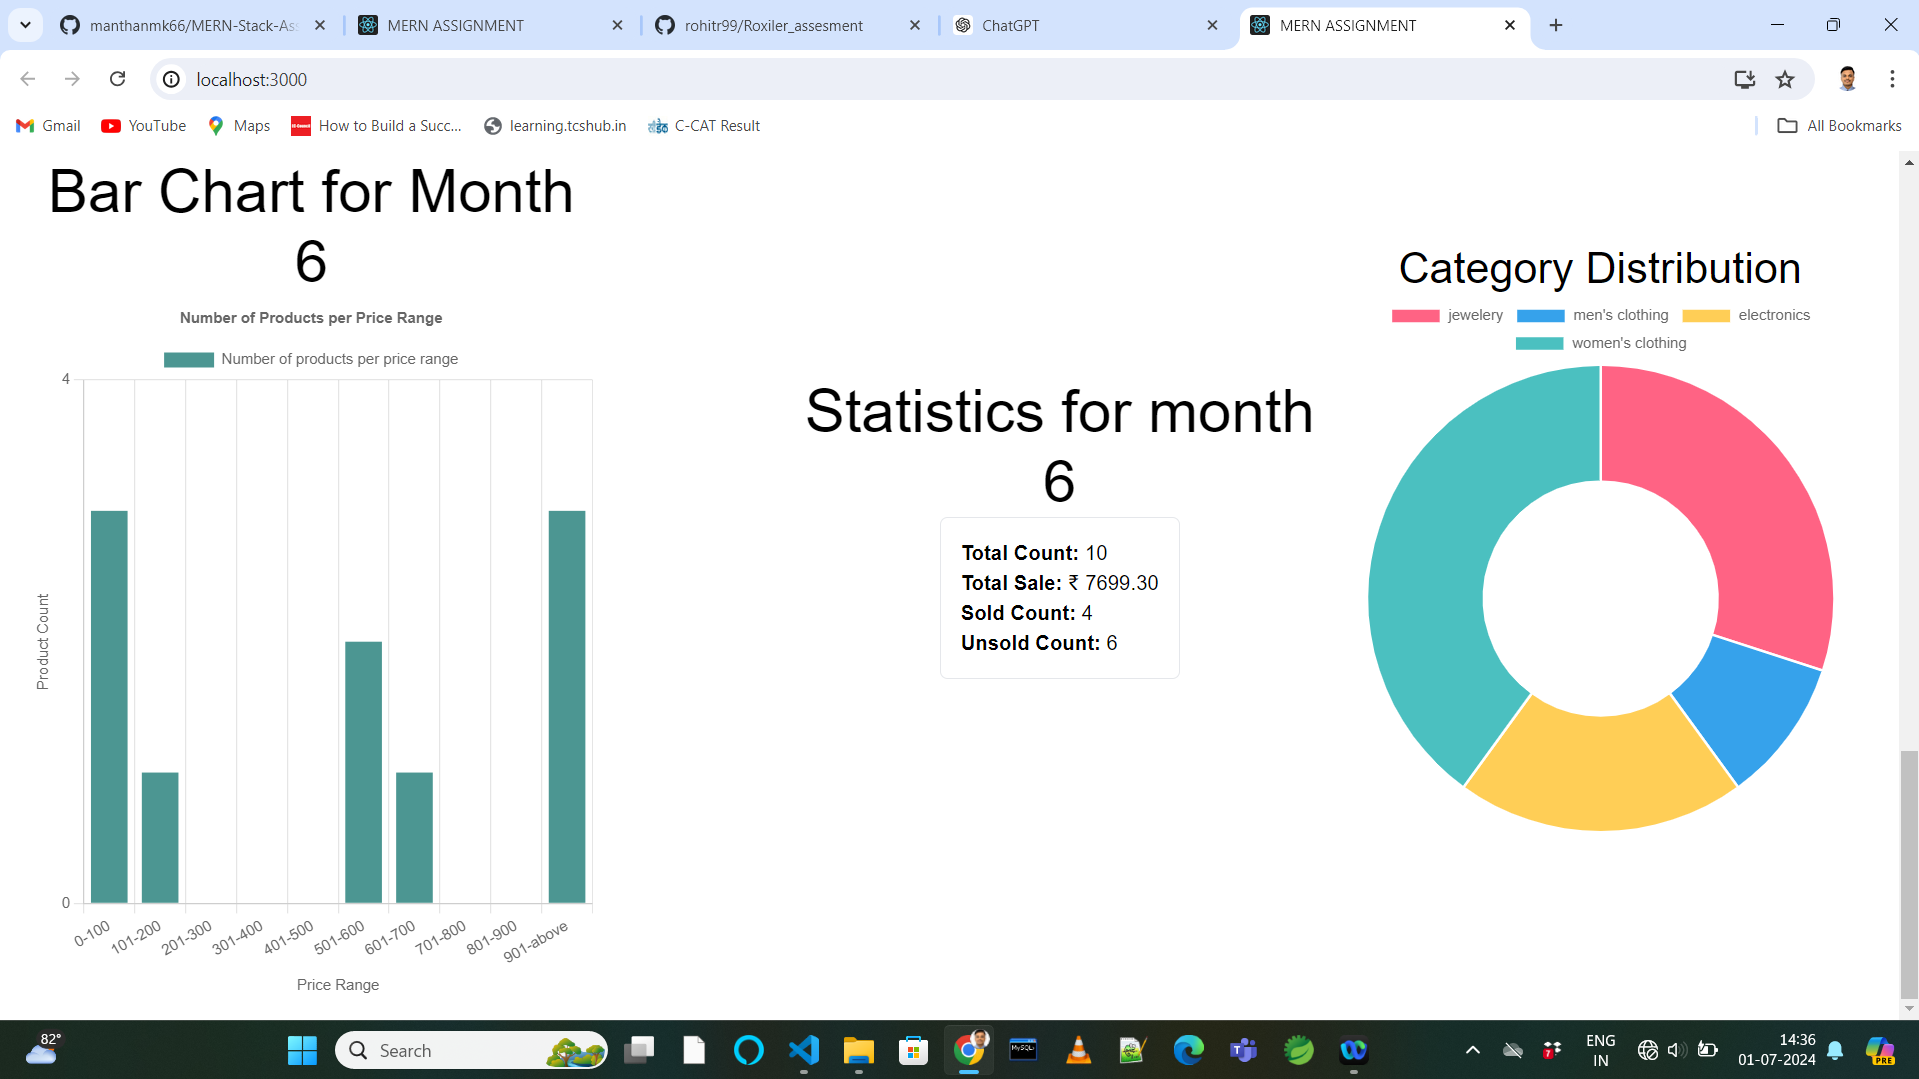 manthanmk66/MERN-Stack-Ass
MERN ASSIGNMENT
rohitr99/Roxiler_assesment
ChatGPT
MERN ASSIGNMENT
localhost:3000
Gmail
YouTube
Maps
How to Build a Succ...
learning.tcshub.in
C-CAT Result
All Bookmarks
Bar Chart for Month
6
Number of Products per Price Range
Number of products per price range
4
0
Product Count
0-100
101-200
201-300
301-400
401-500
501-600
601-700
701-800
801-900
901-above
Price Range
Statistics for month
6
Total Count: 10
Total Sale: ₹ 7699.30
Sold Count: 4
Unsold Count: 6
Category Distribution
jewelery
men's clothing
electronics
women's clothing
82°
Search
MySQL
7
ENG
IN
14:36
01-07-2024
PRE